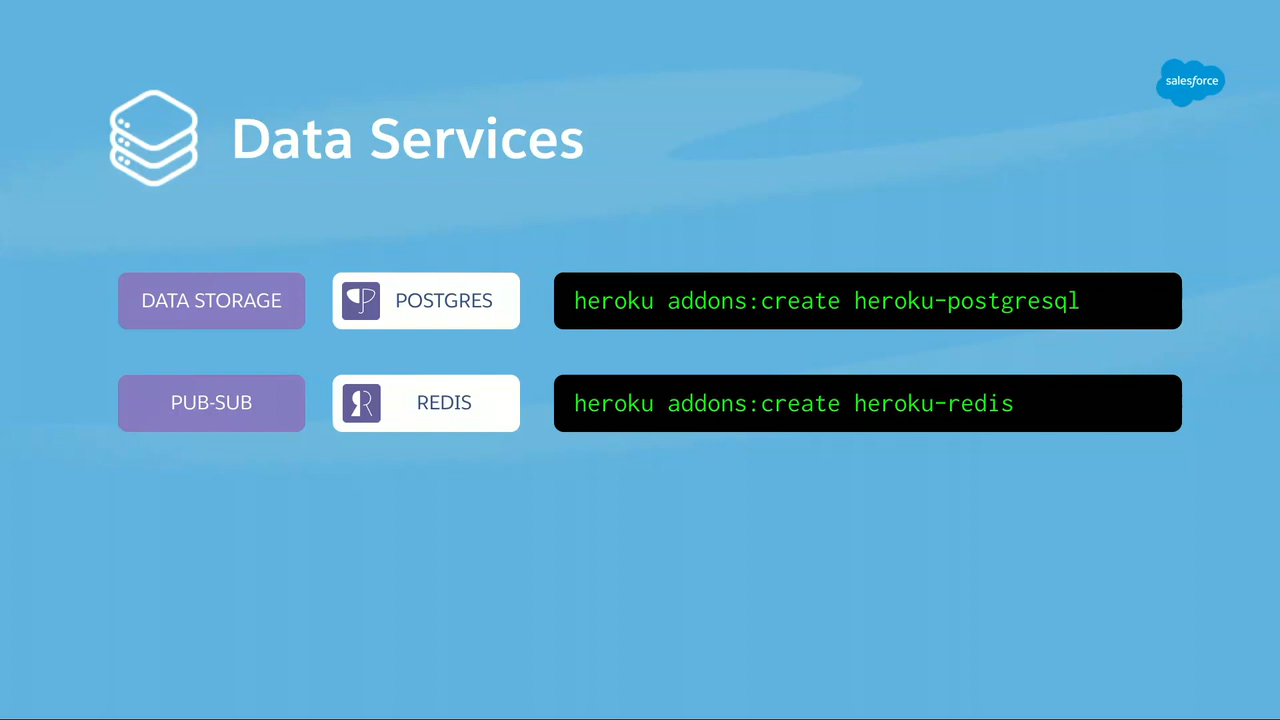 salesforce
Data Services
DATA STORAGE
POSTGRES
heroku addons:create heroku-postgresql
PUB-SUB
REDIS
heroku addons:create heroku-redis